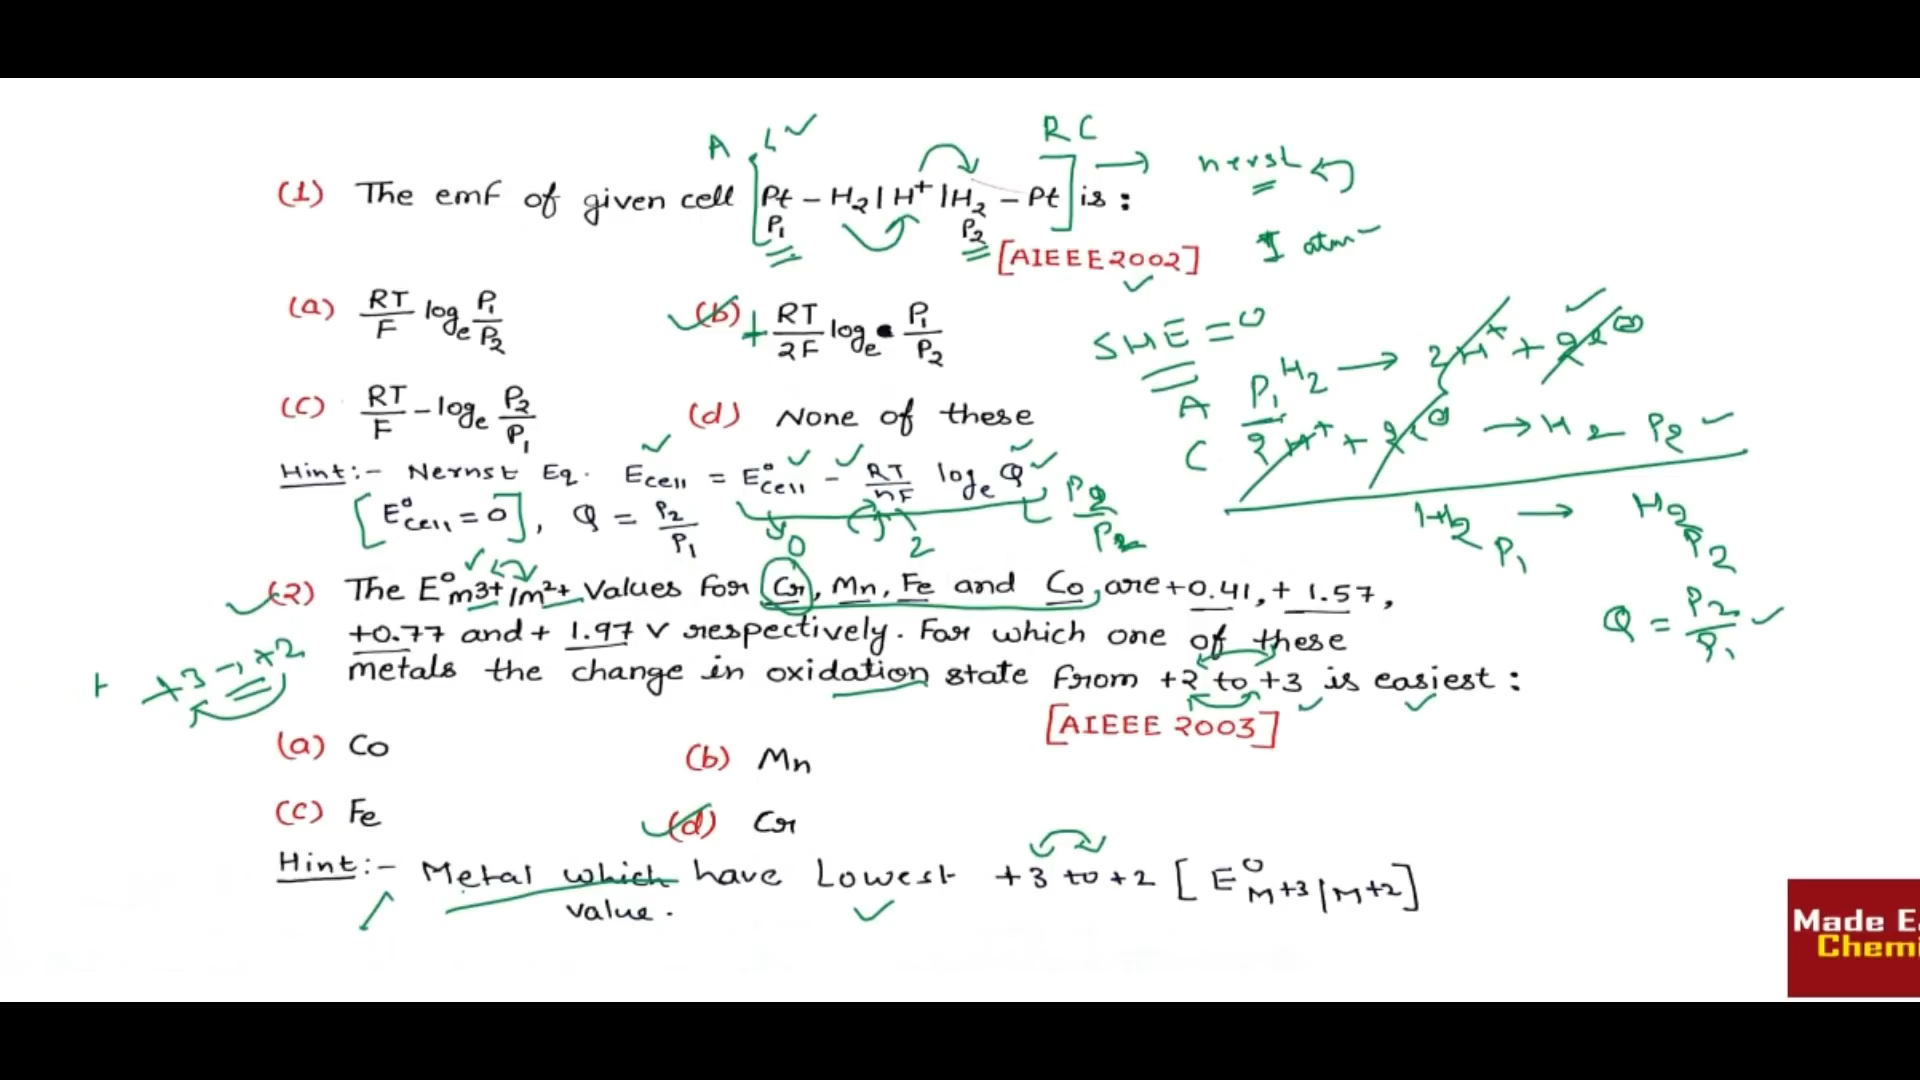 A L ✓ R C
(1) The emf of given cell [Pt - H₂ | H⁺ | H₂ - Pt] is : → nernst
P₁ P₂
[AIEEE 2002] 1 atm
(a) RT/F logₑ P₁/P₂ (b) + RT/2F logₑ P₁/P₂
SHE = 0
A P₁ H₂ → 2H⁺ + 2e⊖
(c) RT/F - logₑ P₂/P₁ (d) None of these
C 2H⁺ + 2e⊖ → H₂ P₂
Hint:- Nernst Eq. Ecell = E°cell - RT/nF logₑ Q
[E°cell = 0], Q = P₂/P₁
0 2
H₂ P₁ → H₂ P₂
Q = P₂/P₁
(2) The E°m3+/m2+ values for Cr, Mn, Fe and Co, are +0.41, + 1.57,
+0.77 and + 1.97 v respectively. For which one of these
metals the change in oxidation state from +2 to +3 is easiest :
+3 → +2
[AIEEE 2003]
(a) Co (b) Mn
(c) Fe (d) Cr
Hint:- Metal which have Lowest +3 to +2 [E°M+3/M+2]
value.
Made E
Chemi